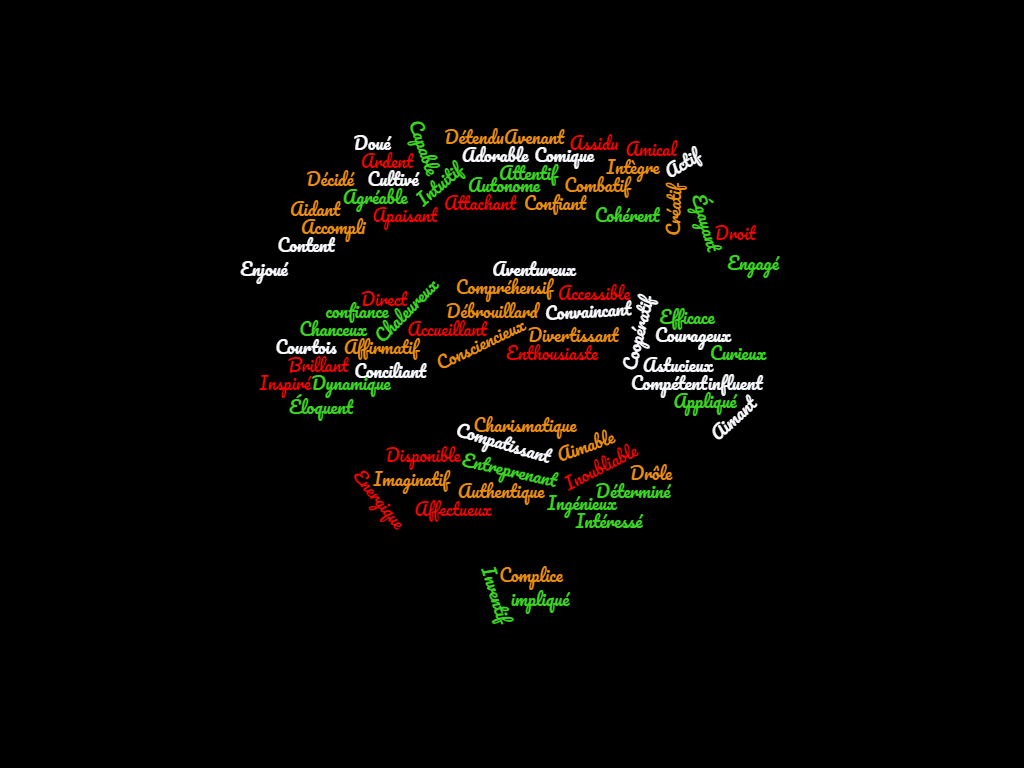 Doué
Capable
Détendu
Avenant
Assidu
Amical
Actif
Ardent
Adorable
Comique
Intègre
Décidé
Cultivé
Intuitif
Attentif
Autonome
Combatif
Agréable
Créatif
Égayant
Aidant
Apaisant
Attachant
Confiant
Cohérent
Accompli
Droit
Content
Engagé
Enjoué
Aventureux
Compréhensif
Accessible
Direct
Chaleureux
confiance
Débrouillard
Convaincant
Coopératif
Efficace
Chanceux
Accueillant
Consciencieux
Divertissant
Courageux
Courtois
Affirmatif
Enthousiaste
Curieux
Brillant
Conciliant
Astucieux
Inspiré
Dynamique
Compétent
influent
Éloquent
Appliqué
Aimant
Charismatique
Compatissant
Aimable
Disponible
Entreprenant
Inoubliable
Drôle
Energique
Imaginatif
Authentique
Déterminé
Ingénieux
Affectueux
Intéressé
Inventif
Complice
impliqué